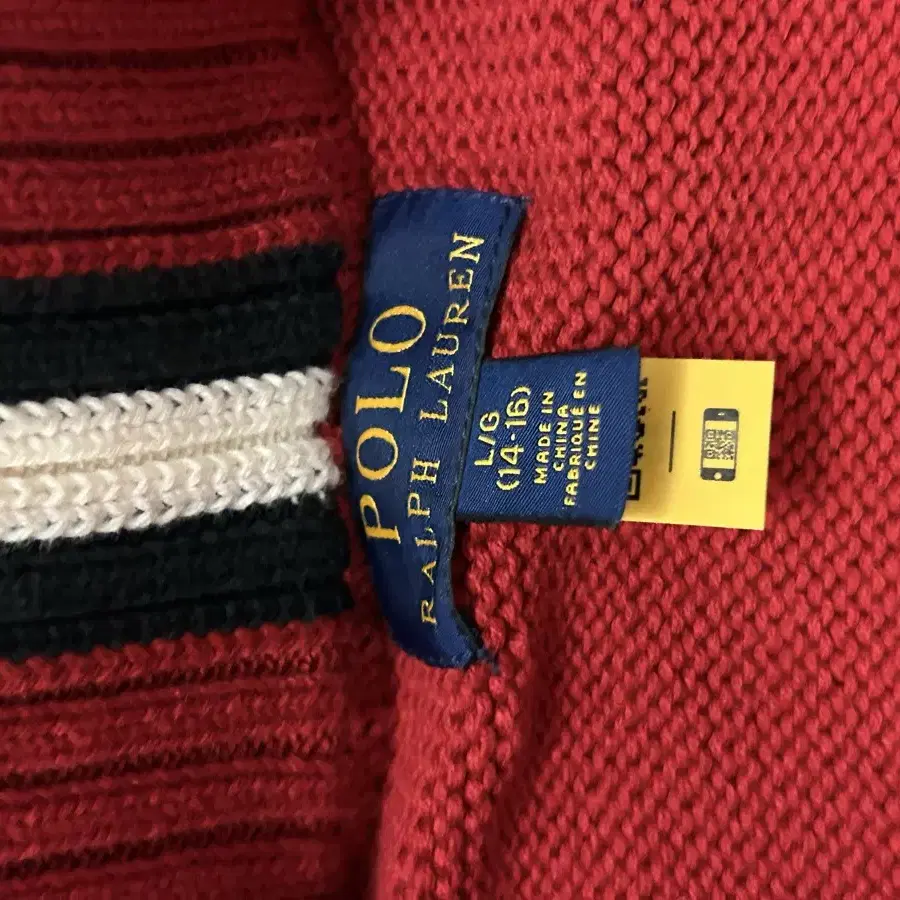 POLO
RALPH LAUREN
L/G
(14-16)
MADE IN
CHINA
FABRIQUÉ EN
CHINE